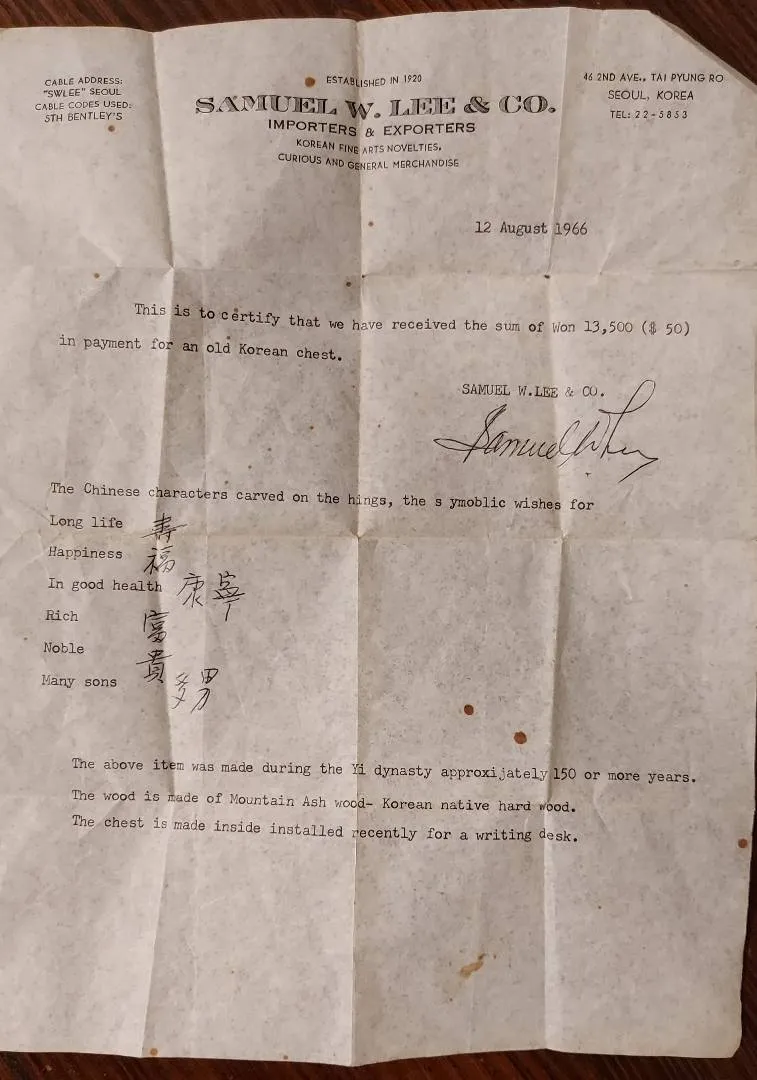 CABLE ADDRESS:
"SWLEE" SEOUL
CABLE CODES USED:
5TH BENTLEY'S
ESTABLISHED IN 1920
SAMUEL W. LEE & CO.
IMPORTERS & EXPORTERS
KOREAN FINE ARTS NOVELTIES,
CURIOUS AND GENERAL MERCHANDISE
46 2ND AVE., TAI PYUNG RO
SEOUL, KOREA
TEL: 22-5853
12 August 1966
This is to certify that we have received the sum of Won 13,500 ($ 50)
in payment for an old Korean chest.
SAMUEL W.LEE & CO.
Samuel W Lee
The Chinese characters carved on the hings, the s ymoblic wishes for
Long life 寿
Happiness 福
In good health 康寧
Rich 富
Noble 貴
Many sons 多男
The above item was made during the Yi dynasty approxijately 150 or more years.
The wood is made of Mountain Ash wood- Korean native hard wood.
The chest is made inside installed recently for a writing desk.